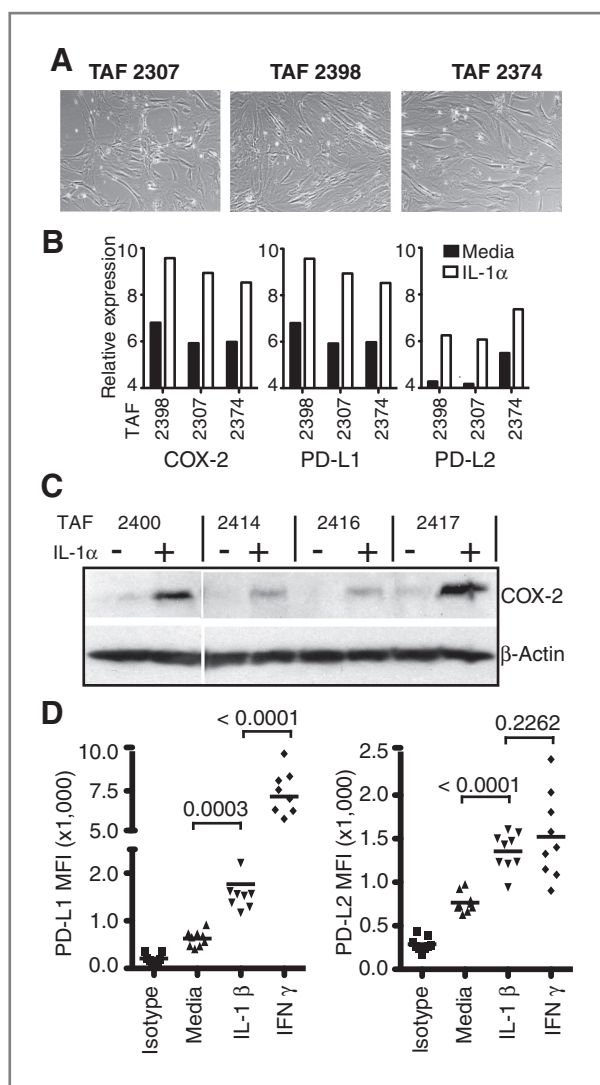 A
TAF 2307 TAF 2398 TAF 2374
B
Relative expression
10 10 10
8 8 8
6 6 6
4 4 4
Media
IL-1α
TAF 2398 2307 2374 2398 2307 2374 2398 2307 2374
COX-2 PD-L1 PD-L2
C
TAF 2400 2414 2416 2417
IL-1α - + - + - + - +
COX-2
β-Actin
D
PD-L1 MFI (x1,000)
10.0
7.5
5.0
2.0
1.0
0.0
< 0.0001
0.0003
Isotype Media IL-1 β IFN γ
PD-L2 MFI (x1,000)
2.5
2.0
1.5
1.0
0.5
0.0
0.2262
< 0.0001
Isotype Media IL-1 β IFN γ